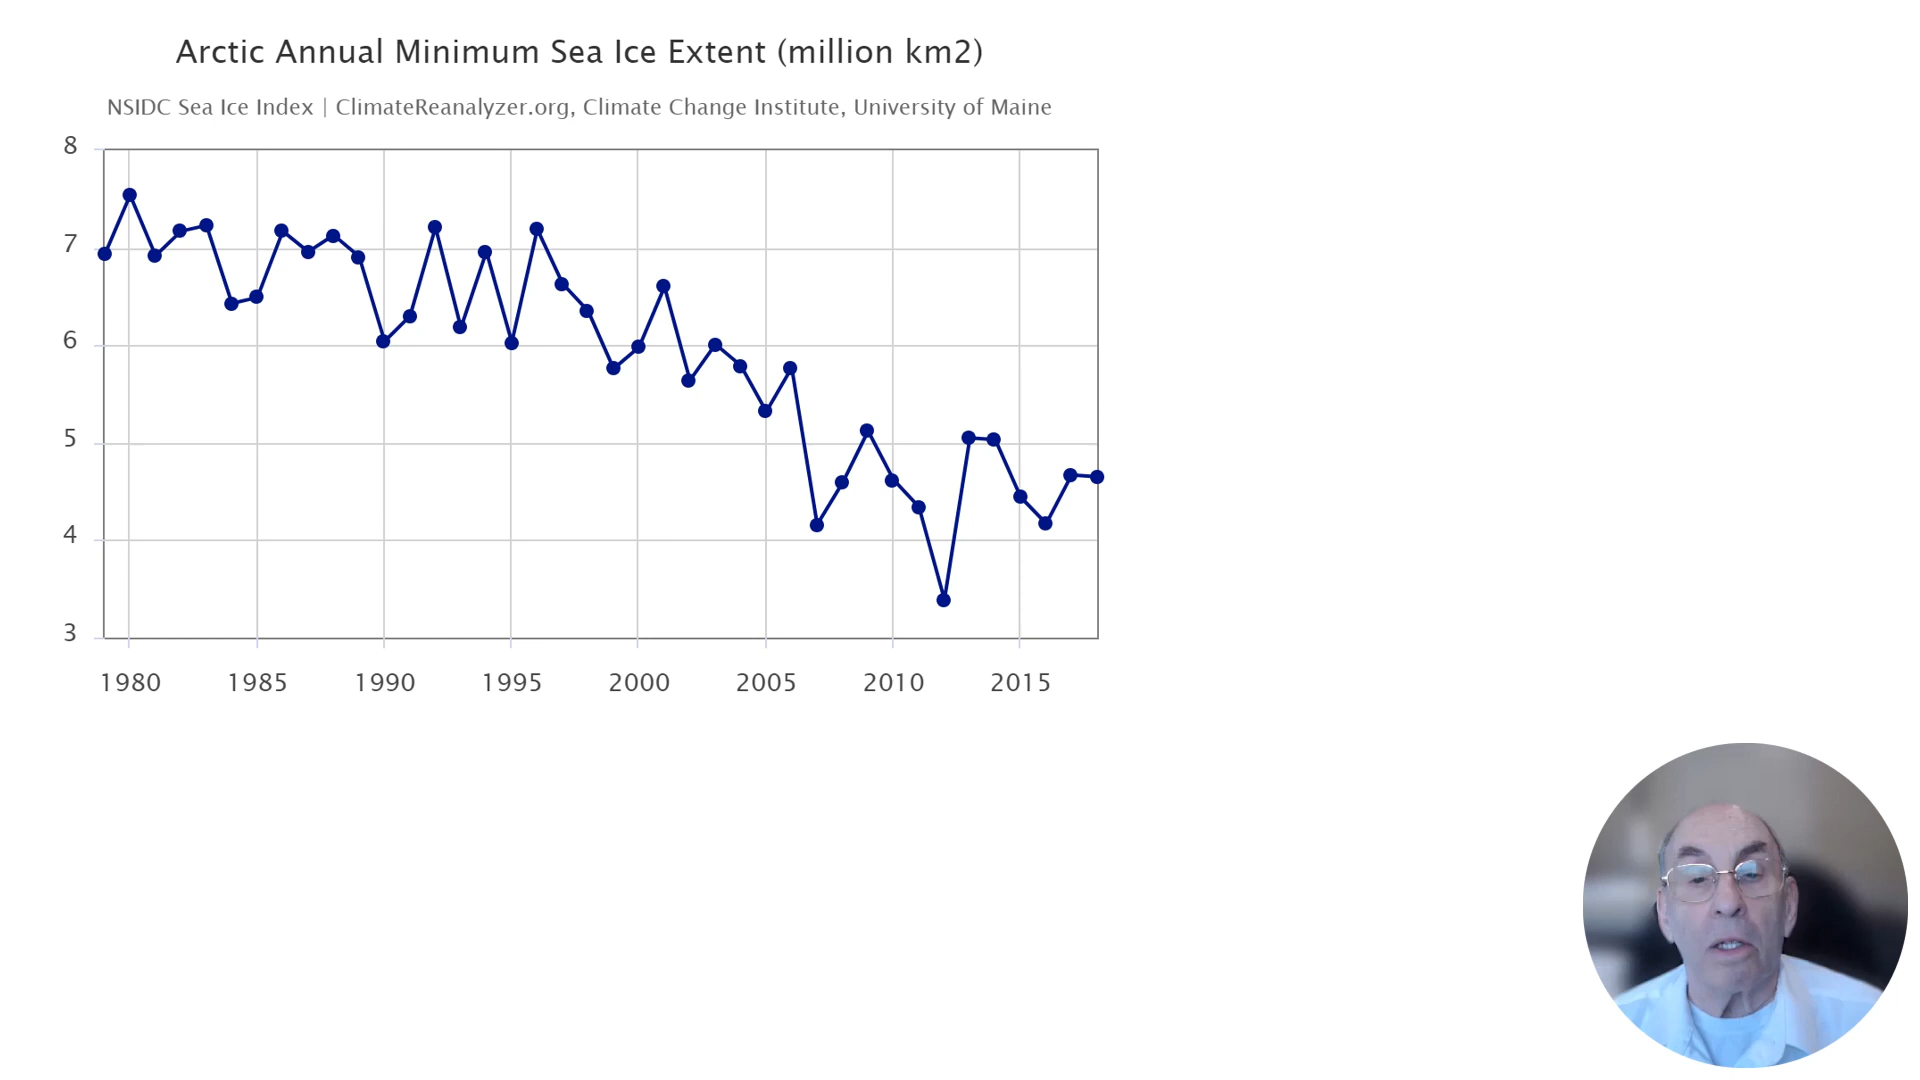 Arctic Annual Minimum Sea Ice Extent (million km2)
NSIDC Sea Ice Index | ClimateReanalyzer.org, Climate Change Institute, University of Maine
8
7
6
5
4
3
1980 1985 1990 1995 2000 2005 2010 2015